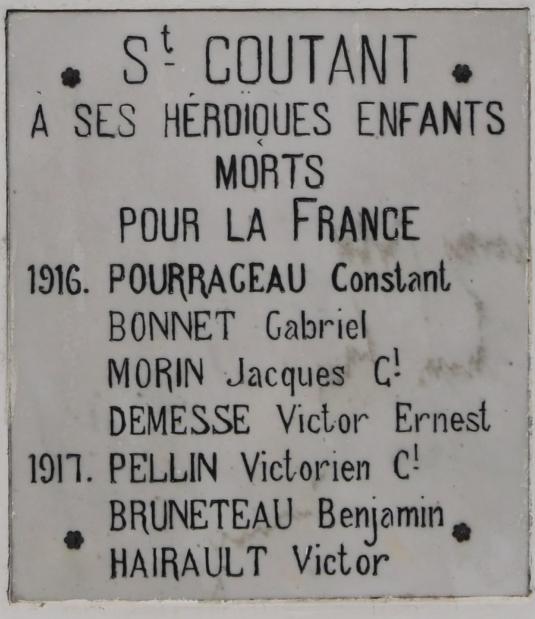 St COUTANT
À SES HÉROÏQUES ENFANTS
MORTS
POUR LA FRANCE
1916. POURRAGEAU Constant
BONNET Gabriel
MORIN Jacques Cl
DEMESSE Victor Ernest
1917. PELLIN Victorien Cl
BRUNETEAU Benjamin
HAIRAULT Victor